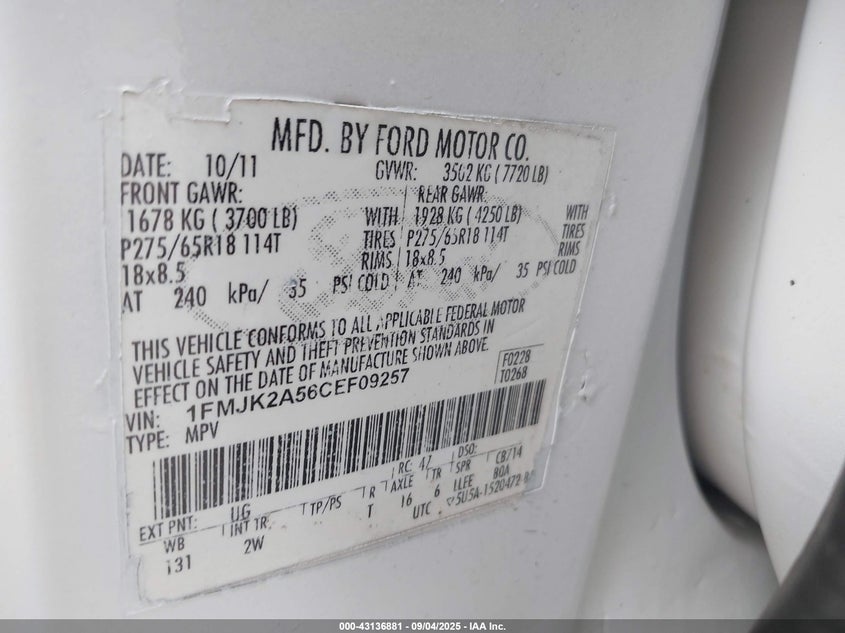 MFD. BY FORD MOTOR CO.
DATE: 10/11 GVWR: 3502 KG ( 7720 LB)
FRONT GAWR: REAR GAWR:
1678 KG ( 3700 LB) WITH 1928 KG ( 4250 LB) WITH
P275/65R18 114T TIRES P275/65R18 114T TIRES
18x8.5 RIMS 18x8.5 RIMS
AT 240 kPa/ 35 PSI COLD AT 240 kPa/ 35 PSI COLD
THIS VEHICLE CONFORMS TO ALL APPLICABLE FEDERAL MOTOR
VEHICLE SAFETY AND THEFT PREVENTION STANDARDS IN
EFFECT ON THE DATE OF MANUFACTURE SHOWN ABOVE.
F0228
T0268
VIN: 1FMJK2A56CEF09257
TYPE: MPV
RC: 47 DSO:
EXT PNT: UG
WB INT TR TP/PS R AXLE TR SPR CB/14
131 2W T 16 6 LLEE BOA
UTC
000-43136881 - 09/04/2025 - IAA Inc.